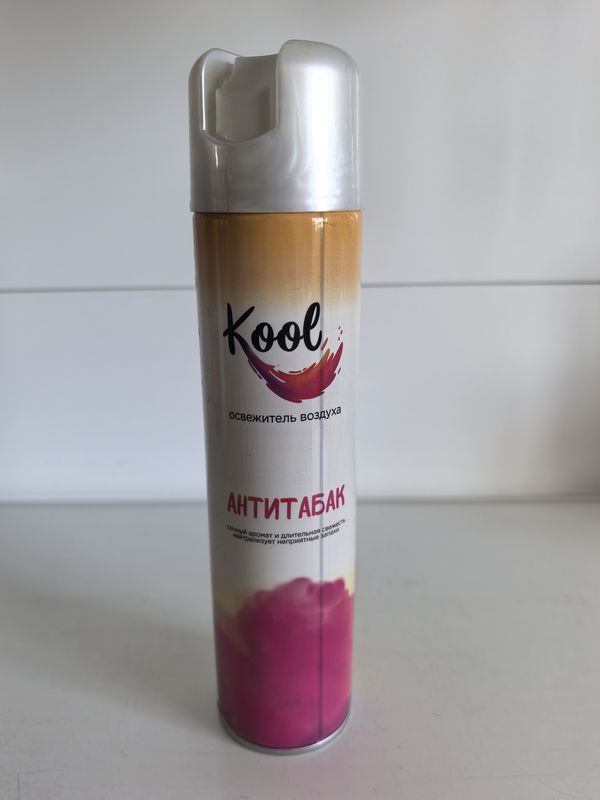 Kool
освежитель воздуха
АНТИТАБАК
сочный аромат и длительная свежесть
нейтрализует неприятные запахи